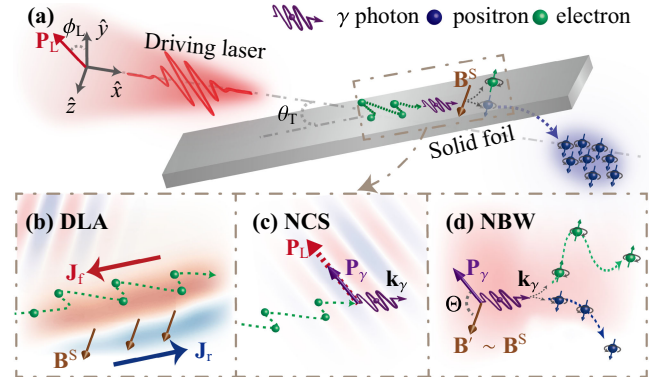 (a)
ϕ_L
ŷ
P_L
x̂
ẑ
Driving laser
γ photon
positron
electron
B^S
θ_T
Solid foil
(b) DLA
J_f
B^S
J_r
(c) NCS
P_L
P_γ
k_γ
(d) NBW
P_γ
k_γ
Θ
B′ ~ B^S